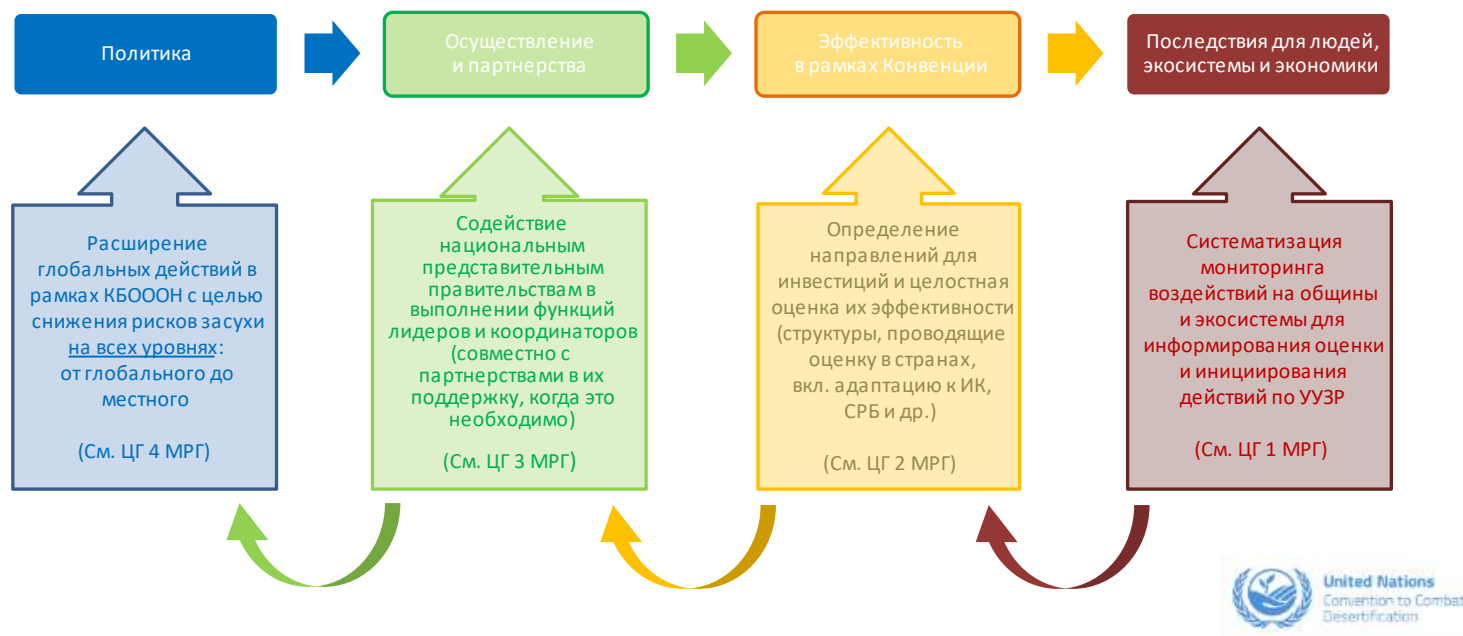 Политика
Осуществление
и партнерства
Эффективность
в рамках Конвенции
Последствия для людей,
экосистемы и экономики
Расширение
глобальных действий в
рамках КБОООН с целью
снижения рисков засухи
на всех уровнях:
от глобального до
местного
(См. ЦГ 4 МРГ)
Содействие
национальным
представительным
правительствам в
выполнении функций
лидеров и координаторов
(совместно с
партнерствами в их
поддержку, когда это
необходимо)
(См. ЦГ 3 МРГ)
Определение
направлений для
инвестиций и целостная
оценка их эффективности
(структуры, проводящие
оценку в странах,
вкл. адаптацию к ИК,
СРБ и др.)
(См. ЦГ 2 МРГ)
Систематизация
мониторинга
воздействий на общины
и экосистемы для
информирования оценки
и инициирования
действий по УУЗР
(См. ЦГ 1 МРГ)
United Nations
Convention to Combat
Desertification